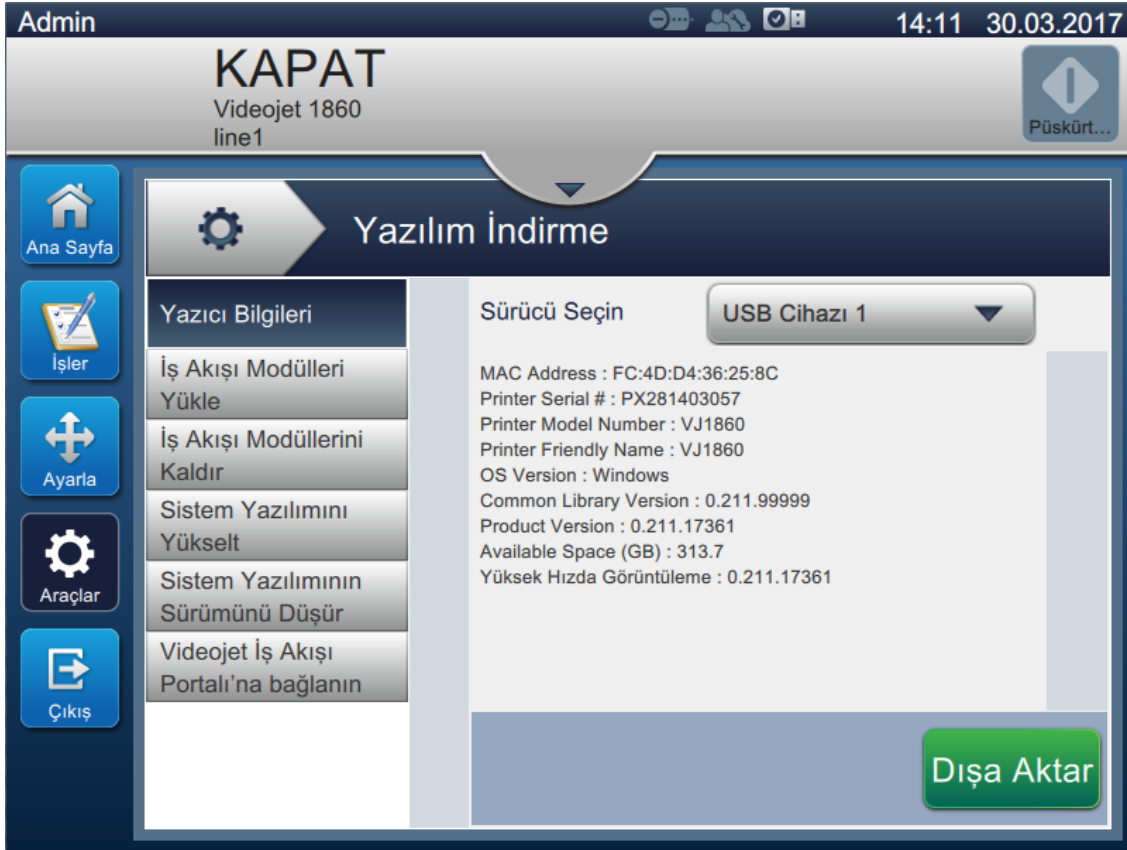 Admin
14:11 30.03.2017
KAPAT
Videojet 1860
line1
Püskürt...
Ana Sayfa
İşler
Ayarla
Araçlar
Çıkış
Yazılım İndirme
Yazıcı Bilgileri
İş Akışı Modülleri
Yükle
İş Akışı Modüllerini
Kaldır
Sistem Yazılımını
Yükselt
Sistem Yazılımının
Sürümünü Düşür
Videojet İş Akışı
Portalı'na bağlanın
Sürücü Seçin
USB Cihazı 1
MAC Address : FC:4D:D4:36:25:8C
Printer Serial # : PX281403057
Printer Model Number : VJ1860
Printer Friendly Name : VJ1860
OS Version : Windows
Common Library Version : 0.211.99999
Product Version : 0.211.17361
Available Space (GB) : 313.7
Yüksek Hızda Görüntüleme : 0.211.17361
Dışa Aktar